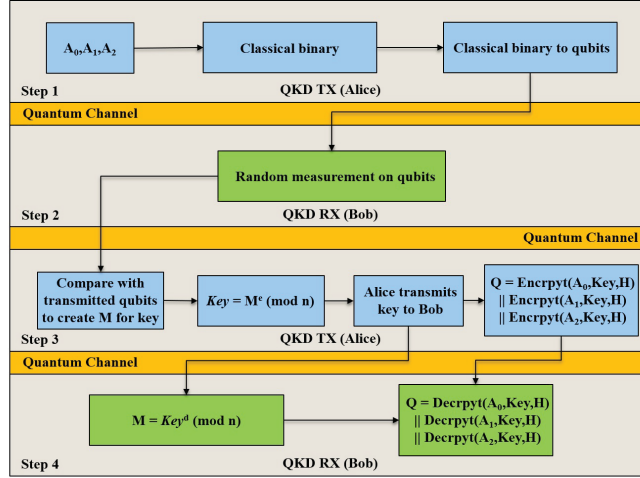 A₀,A₁,A₂
Classical binary
Classical binary to qubits
Step 1
QKD TX (Alice)
Quantum Channel
Random measurement on qubits
Step 2
QKD RX (Bob)
Quantum Channel
Compare with
transmitted qubits
to create M for key
Key = Mᵉ (mod n)
Alice transmits
key to Bob
Q = Encrpyt(A₀,Key,H)
|| Encrpyt(A₁,Key,H)
|| Encrpyt(A₂,Key,H)
Step 3
QKD TX (Alice)
Quantum Channel
M = Keyᵈ (mod n)
Q = Decrpyt(A₀,Key,H)
|| Decrpyt(A₁,Key,H)
|| Decrpyt(A₂,Key,H)
Step 4
QKD RX (Bob)